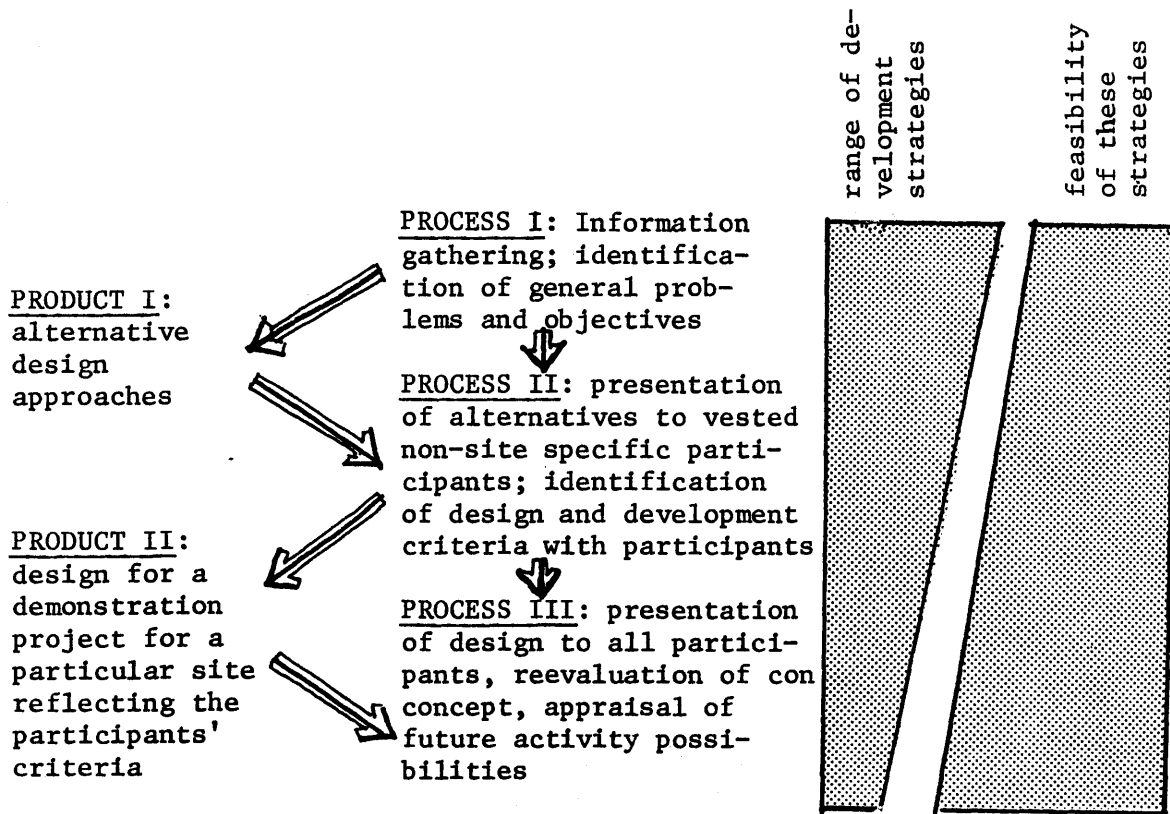 range of de-
velopment
strategies
feasibility
of these
strategies
PROCESS I: Information
gathering; identifica-
tion of general prob-
lems and objectives
PRODUCT I:
alternative
design
approaches
PROCESS II: presentation
of alternatives to vested
non-site specific parti-
cipants; identification
of design and development
criteria with participants
PRODUCT II:
design for a
demonstration
project for a
particular site
reflecting the
participants'
criteria
PROCESS III: presentation
of design to all partici-
pants, reevaluation of con
concept, appraisal of
future activity possi-
bilities